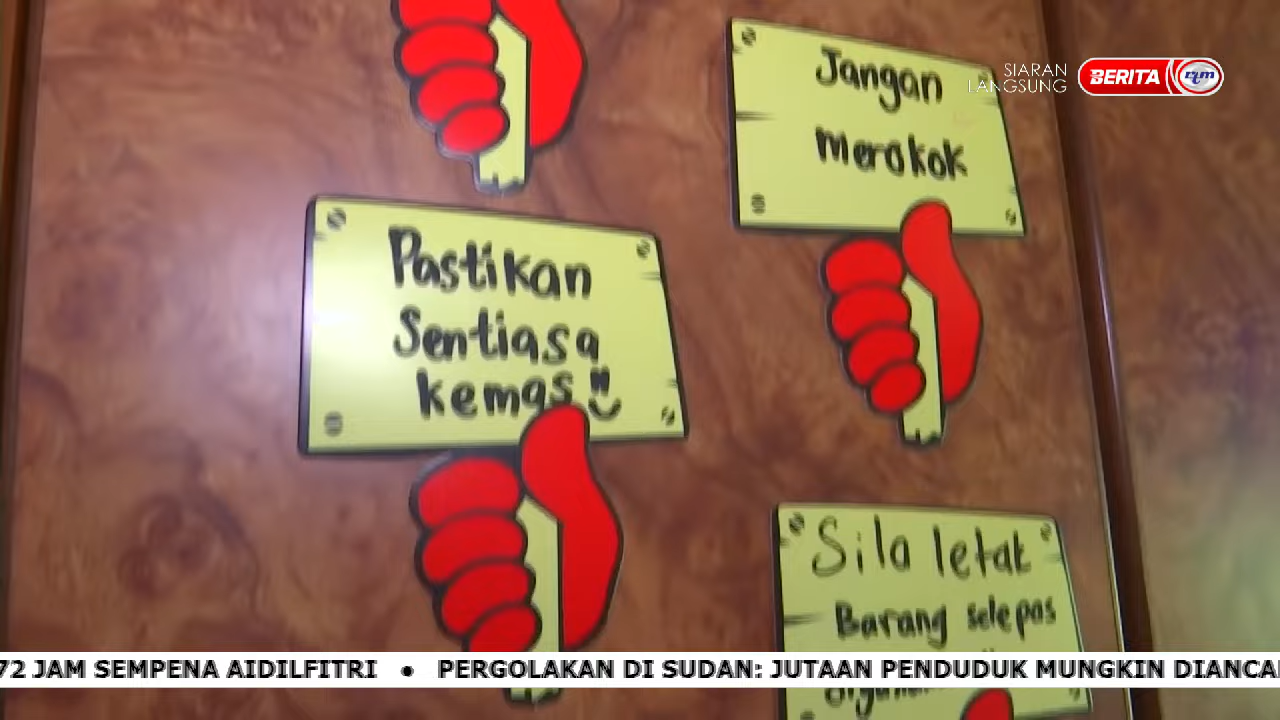 Jangan
merokok
SIARAN
LANGSUNG
BERITA rtm
Pastikan
Sentiasa
kemas
Sila letak
Barang selepas
72 JAM SEMPENA AIDILFITRI • PERGOLAKAN DI SUDAN: JUTAAN PENDUDUK MUNGKIN